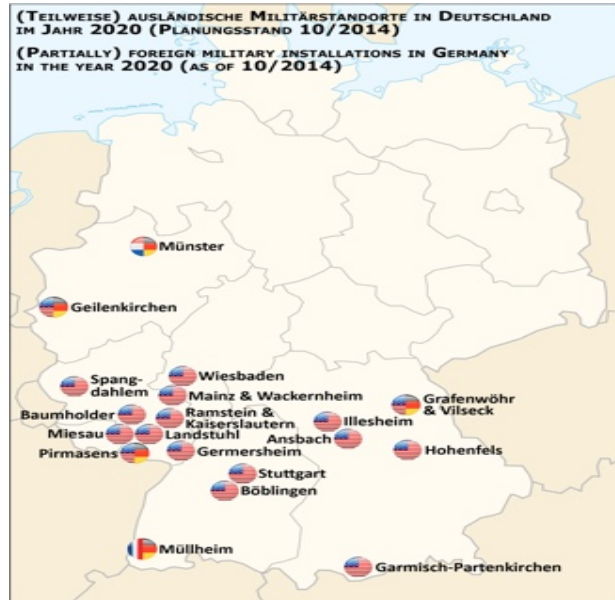 (Teilweise) ausländische Militärstandorte in Deutschland
im Jahr 2020 (Planungsstand 10/2014)
(Partially) foreign military installations in Germany
in the year 2020 (as of 10/2014)
Münster
Geilenkirchen
Wiesbaden
Spang-
dahlem
Mainz & Wackernheim
Grafenwöhr
& Vilseck
Baumholder
Ramstein &
Kaiserslautern
Illesheim
Miesau
Landstuhl
Ansbach
Pirmasens
Germersheim
Hohenfels
Stuttgart
Böblingen
Müllheim
Garmisch-Partenkirchen